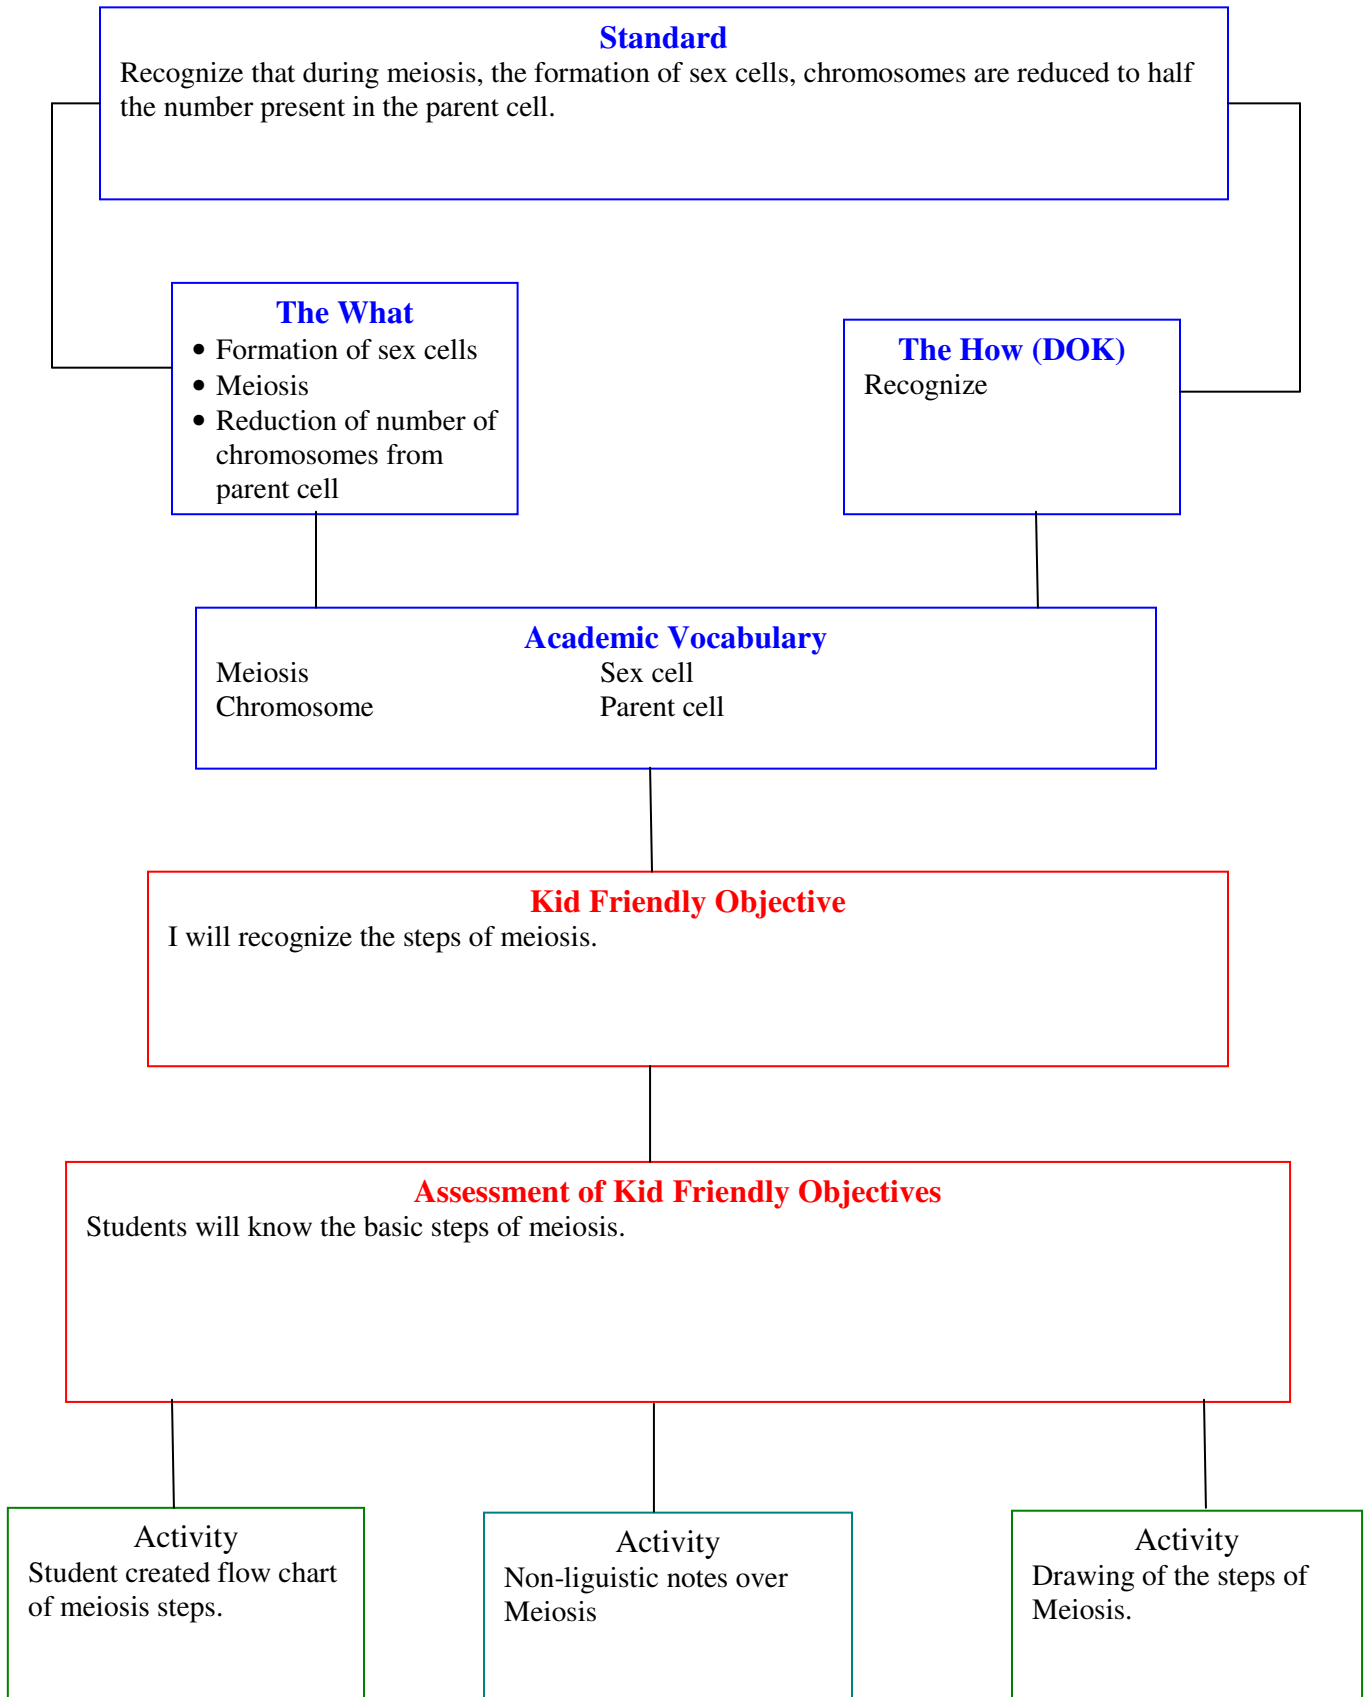 Standard
Recognize that during meiosis, the formation of sex cells, chromosomes are reduced to half
the number present in the parent cell.
The What
• Formation of sex cells
• Meiosis
• Reduction of number of
chromosomes from
parent cell
The How (DOK)
Recognize
Academic Vocabulary
Meiosis Sex cell
Chromosome Parent cell
Kid Friendly Objective
I will recognize the steps of meiosis.
Assessment of Kid Friendly Objectives
Students will know the basic steps of meiosis.
Activity
Student created flow chart
of meiosis steps.
Activity
Non-liguistic notes over
Meiosis
Activity
Drawing of the steps of
Meiosis.